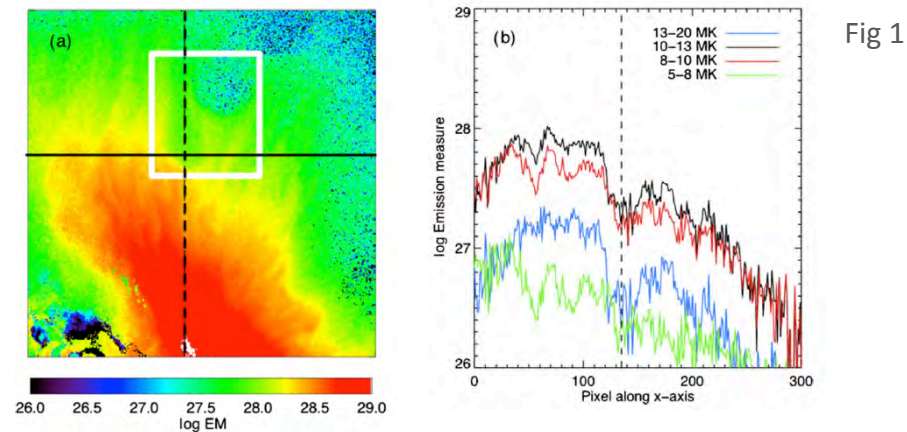 (a)
26.0 26.5 27.0 27.5 28.0 28.5 29.0
log EM
(b)
13–20 MK
10–13 MK
8–10 MK
5–8 MK
29
28
27
26
log Emission measure
0 100 200 300
Pixel along x–axis
Fig 1